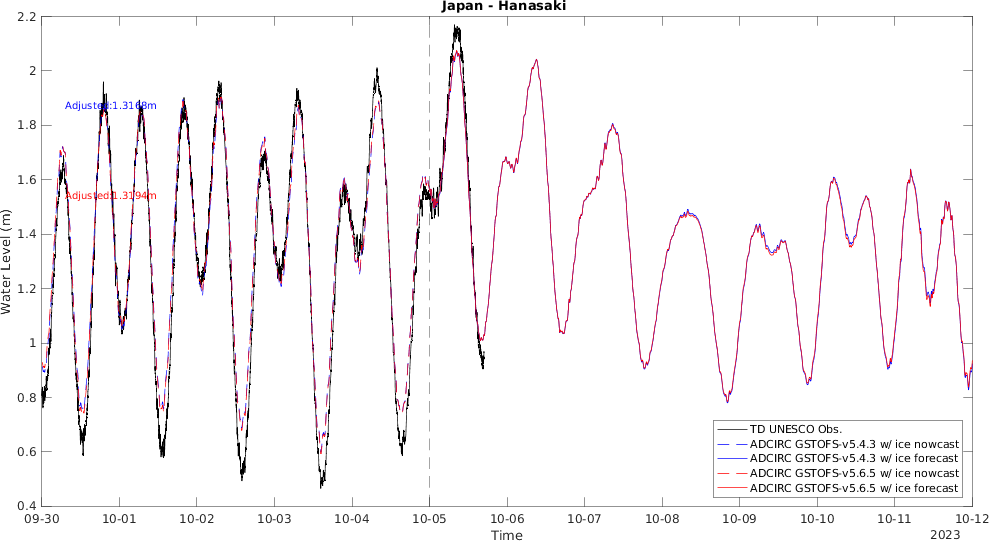 Japan - Hanasaki
Water Level (m)
2.2
2
1.8
1.6
1.4
1.2
1
0.8
0.6
0.4
Adjusted:1.3168m
Adjusted:1.3194m
TD UNESCO Obs.
ADCIRC GSTOFS-v5.4.3 w/ ice nowcast
ADCIRC GSTOFS-v5.4.3 w/ ice forecast
ADCIRC GSTOFS-v5.6.5 w/ ice nowcast
ADCIRC GSTOFS-v5.6.5 w/ ice forecast
09-30 10-01 10-02 10-03 10-04 10-05 10-06 10-07 10-08 10-09 10-10 10-11 10-12
Time
2023